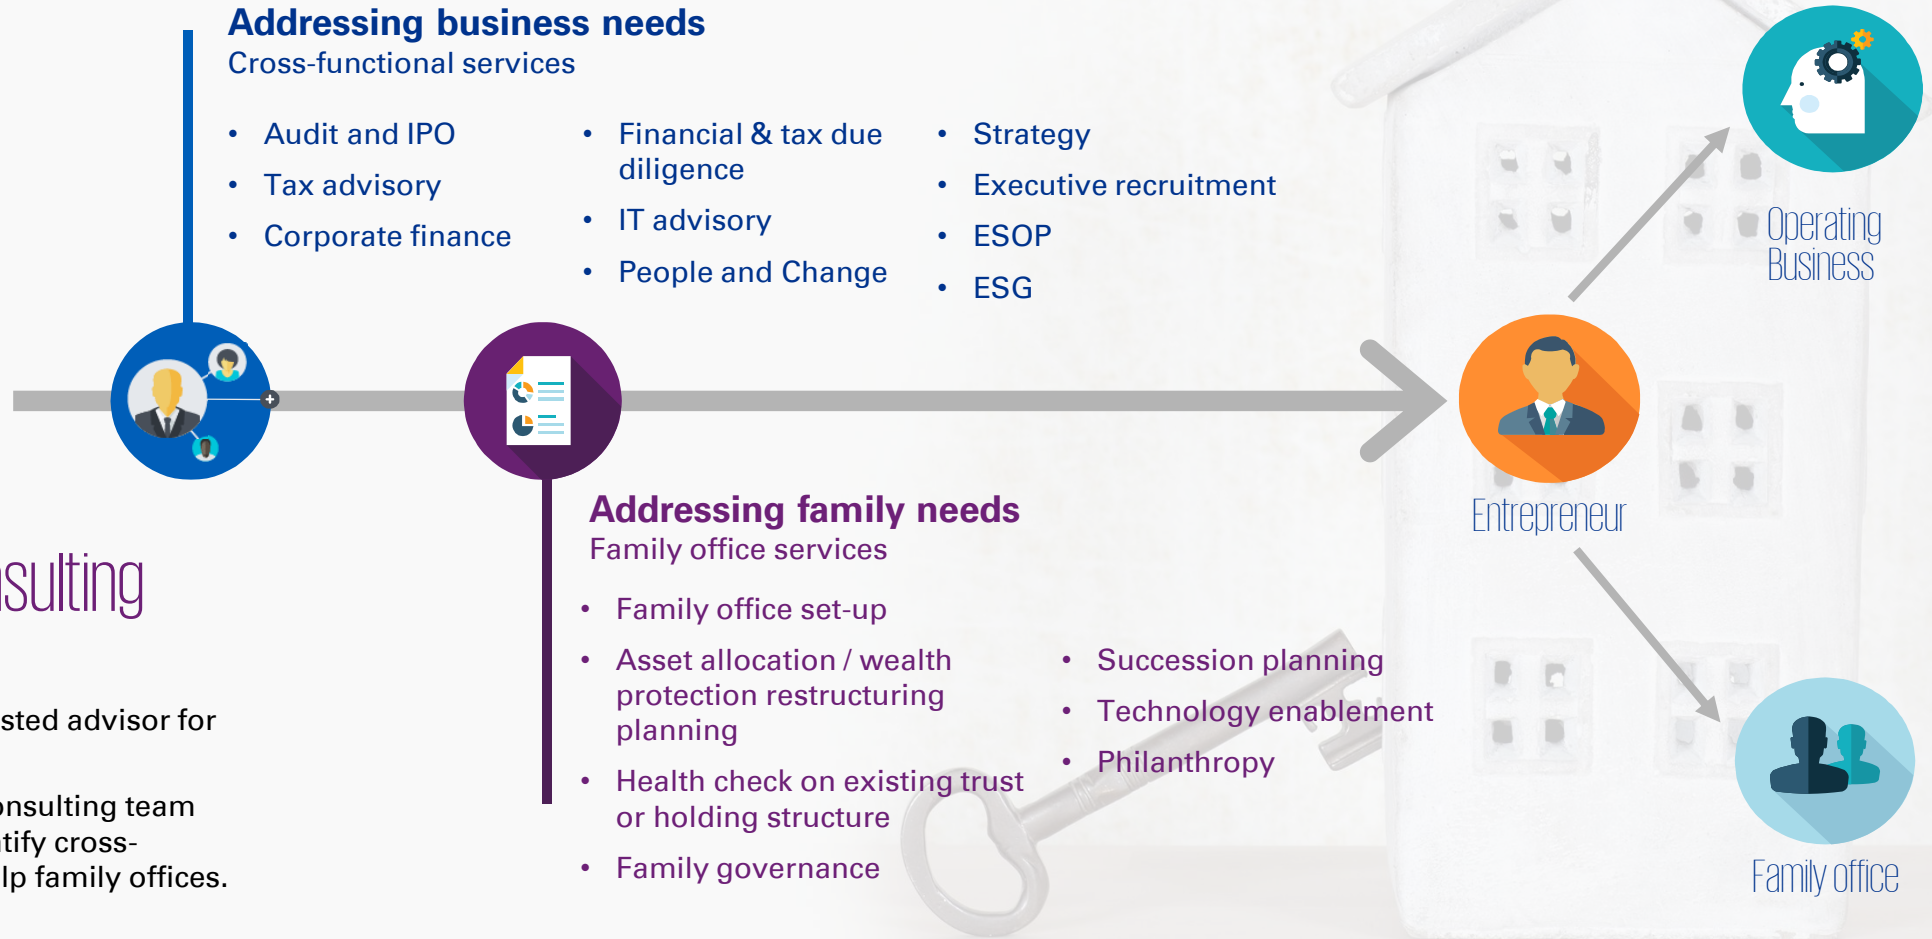 Addressing business needs
Cross-functional services
• Audit and IPO
• Tax advisory
• Corporate finance
• Financial & tax due
diligence
• IT advisory
• People and Change
• Strategy
• Executive recruitment
• ESOP
• ESG
Operating
Business
Entrepreneur
Family office
Addressing family needs
Family office services
• Family office set-up
• Asset allocation / wealth
protection restructuring
planning
• Health check on existing trust
or holding structure
• Family governance
• Succession planning
• Technology enablement
• Philanthropy
nsulting
sted advisor for
onsulting team
ntify cross-
lp family offices.